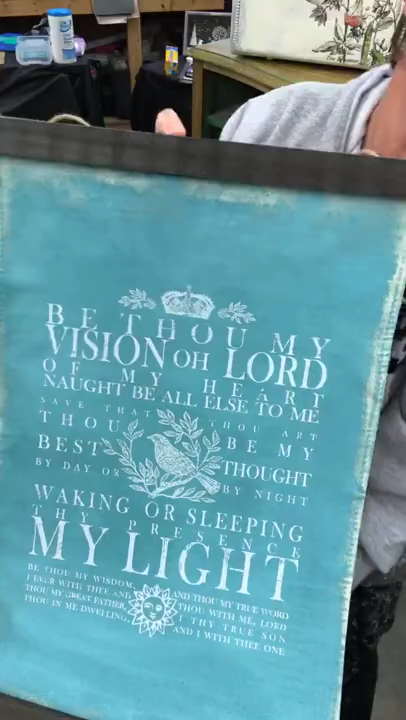 BE THOU MY
VISION OH LORD
OF MY HEART
NAUGHT BE ALL ELSE TO ME
SAVE THAT THOU ART
THOU BE MY
BEST THOUGHT
BY DAY OR BY NIGHT
WAKING OR SLEEPING
THY PRESENCE
MY LIGHT
BE THOU MY WISDOM,
I EVER WITH THEE AND
THOU MY GREAT FATHER,
THOU IN ME DWELLING,
AND THOU MY TRUE WORD
THOU WITH ME, LORD
I THY TRUE SON
AND I WITH THEE ONE